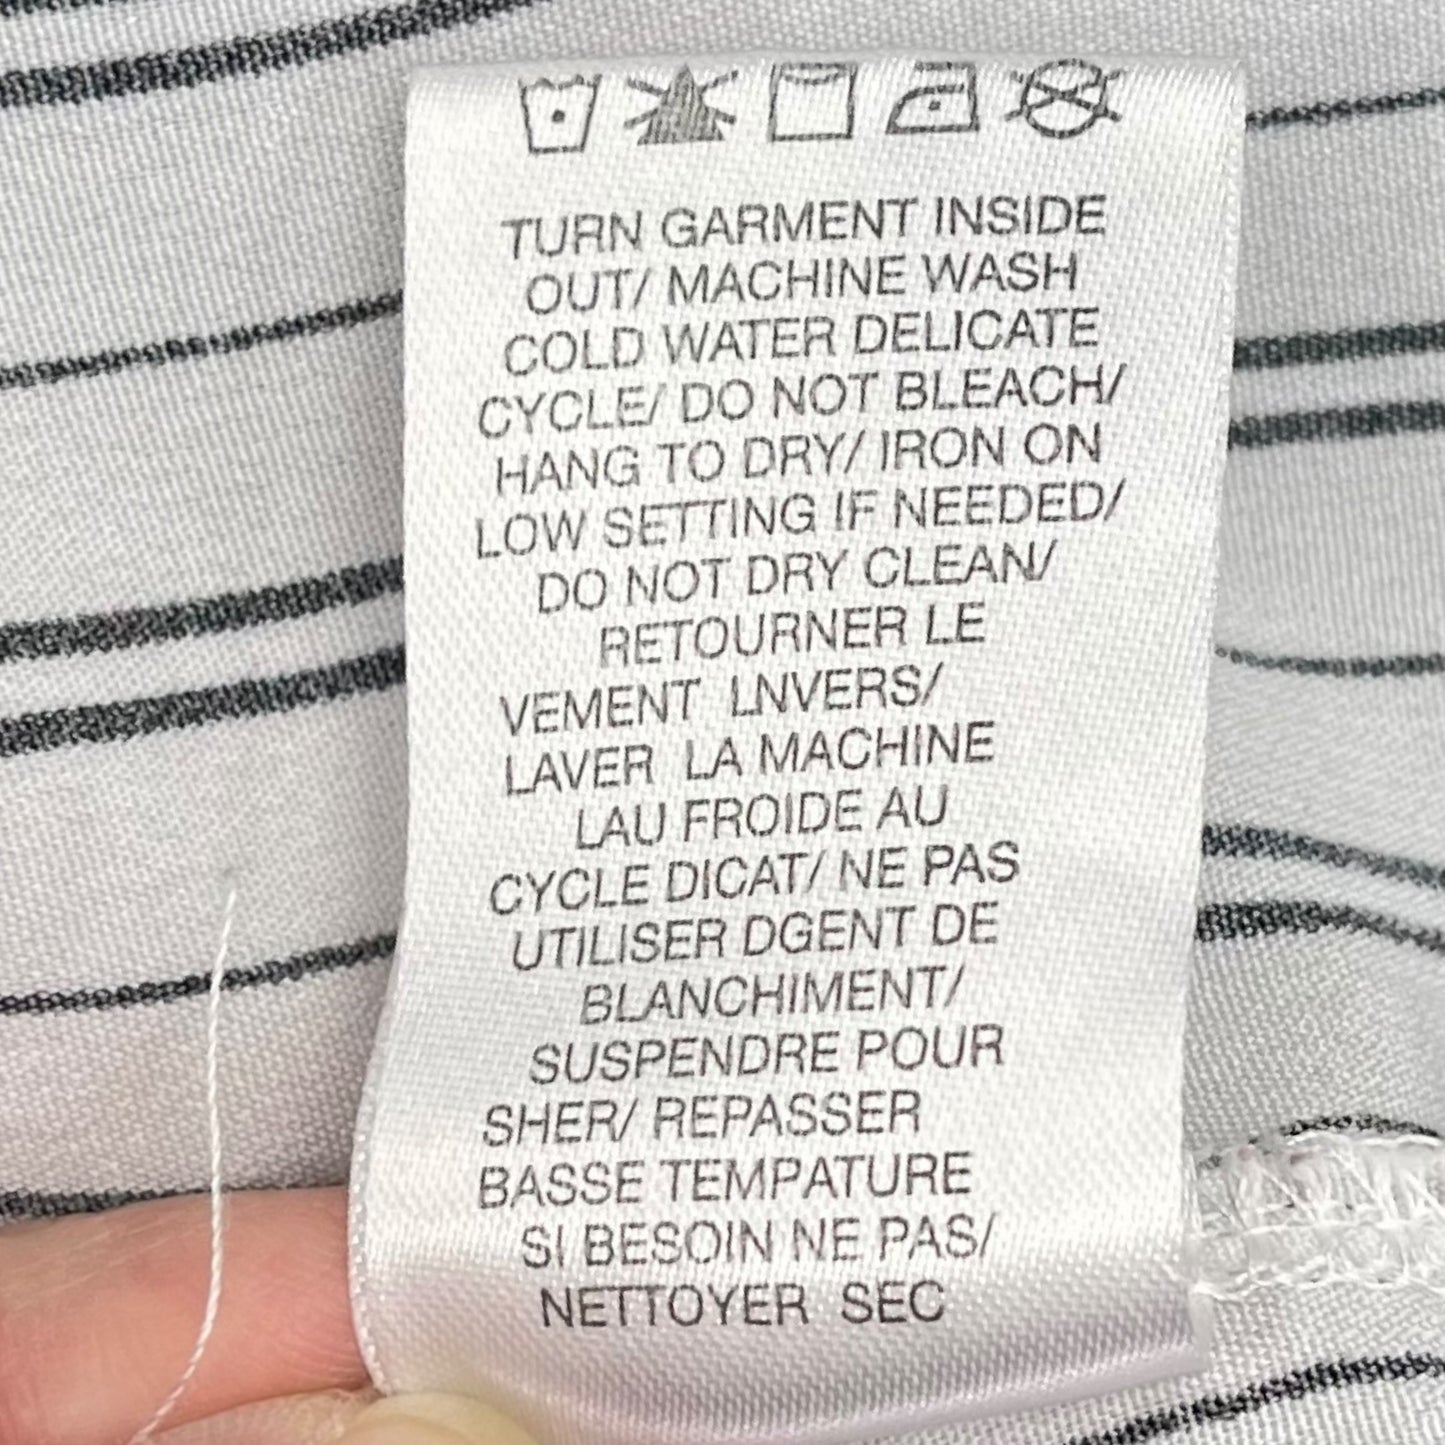 TURN GARMENT INSIDE
OUT/ MACHINE WASH
COLD WATER DELICATE
CYCLE/ DO NOT BLEACH/
HANG TO DRY/ IRON ON
LOW SETTING IF NEEDED/
DO NOT DRY CLEAN/
RETOURNER LE
VEMENT LNVERS/
LAVER LA MACHINE
LAU FROIDE AU
CYCLE DICAT/ NE PAS
UTILISER DGENT DE
BLANCHIMENT/
SUSPENDRE POUR
SHER/ REPASSER
BASSE TEMPATURE
SI BESOIN NE PAS/
NETTOYER SEC